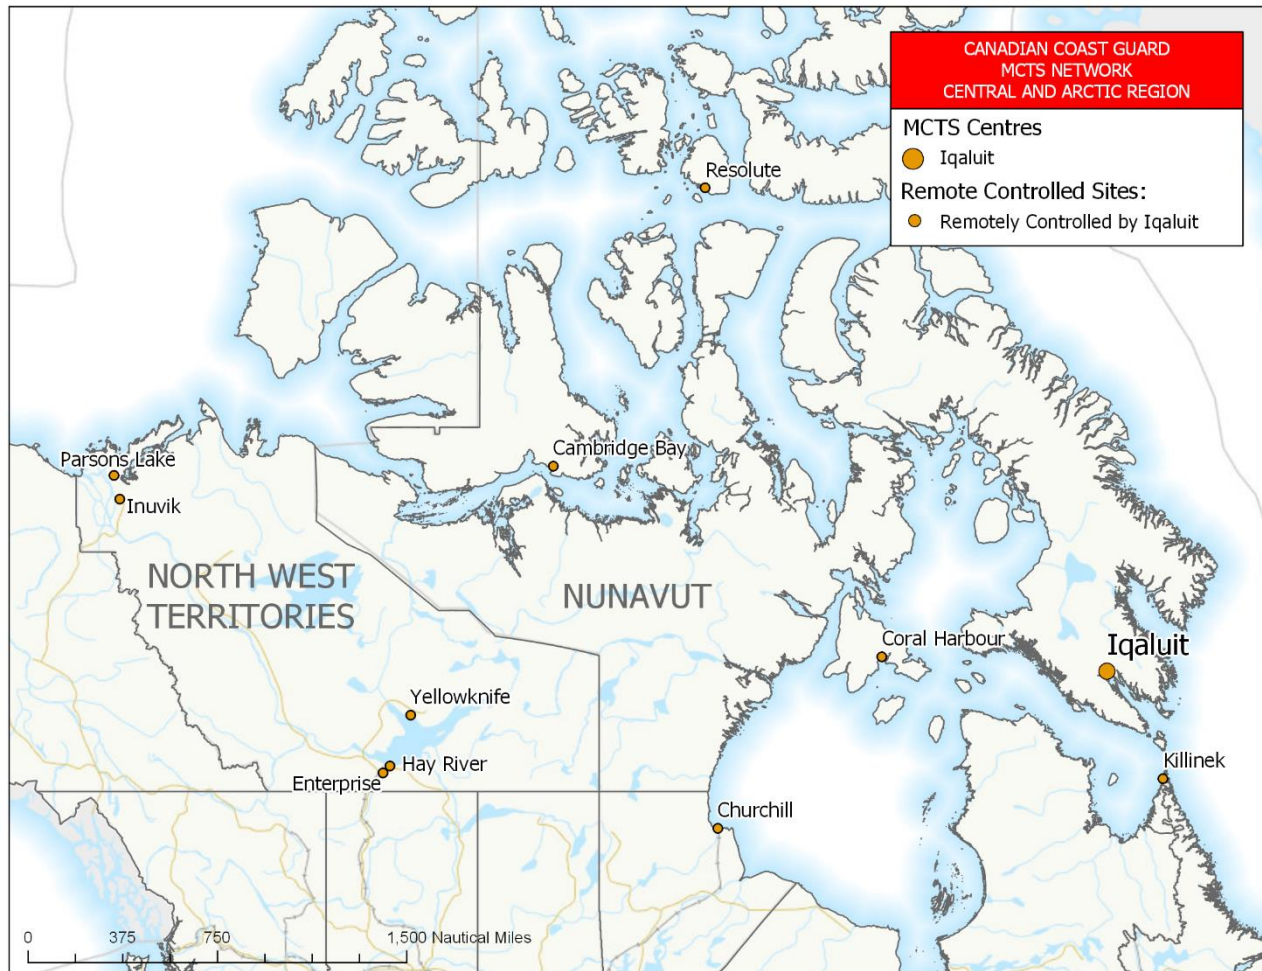 CANADIAN COAST GUARD
MCTS NETWORK
CENTRAL AND ARCTIC REGION
MCTS Centres
Iqaluit
Remote Controlled Sites:
Remotely Controlled by Iqaluit
Resolute
Cambridge Bay
Parsons Lake
Inuvik
NORTH WEST
TERRITORIES
NUNAVUT
Coral Harbour
Iqaluit
Yellowknife
Hay River
Enterprise
Killinek
Churchill
0 375 750 1,500 Nautical Miles